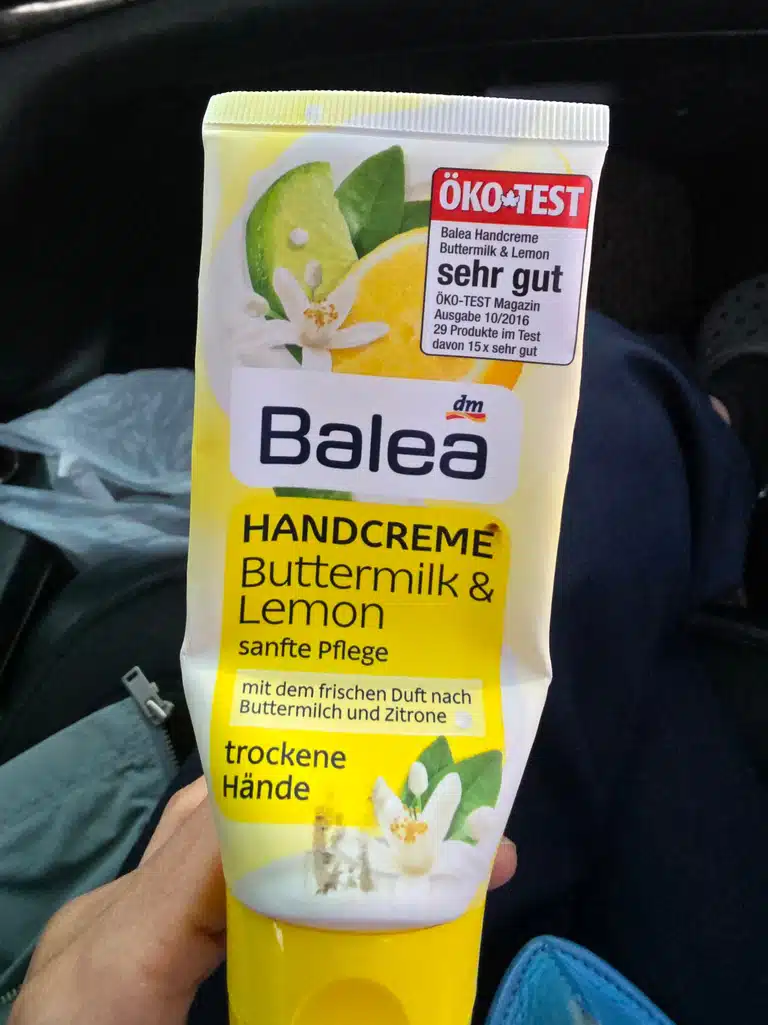 ÖKO TEST
Balea Handcreme
Buttermilk & Lemon
sehr gut
ÖKO-TEST Magazin
Ausgabe 10/2016
29 Produkte im Test
davon 15 x sehr gut
dm
Balea
HANDCREME
Buttermilk &
Lemon
sanfte Pflege
mit dem frischen Duft nach
Buttermilch und Zitrone
trockene
Hände